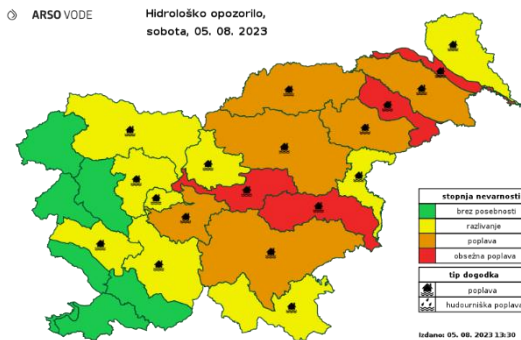 ARSO VODE
Hidrološko opozorilo,
sobota, 05. 08. 2023
stopnja nevarnosti
brez posebnosti
razlivanje
poplava
obsežna poplava
tip dogodka
poplava
hudourniška poplava
Izdano: 05. 08. 2023 13:30